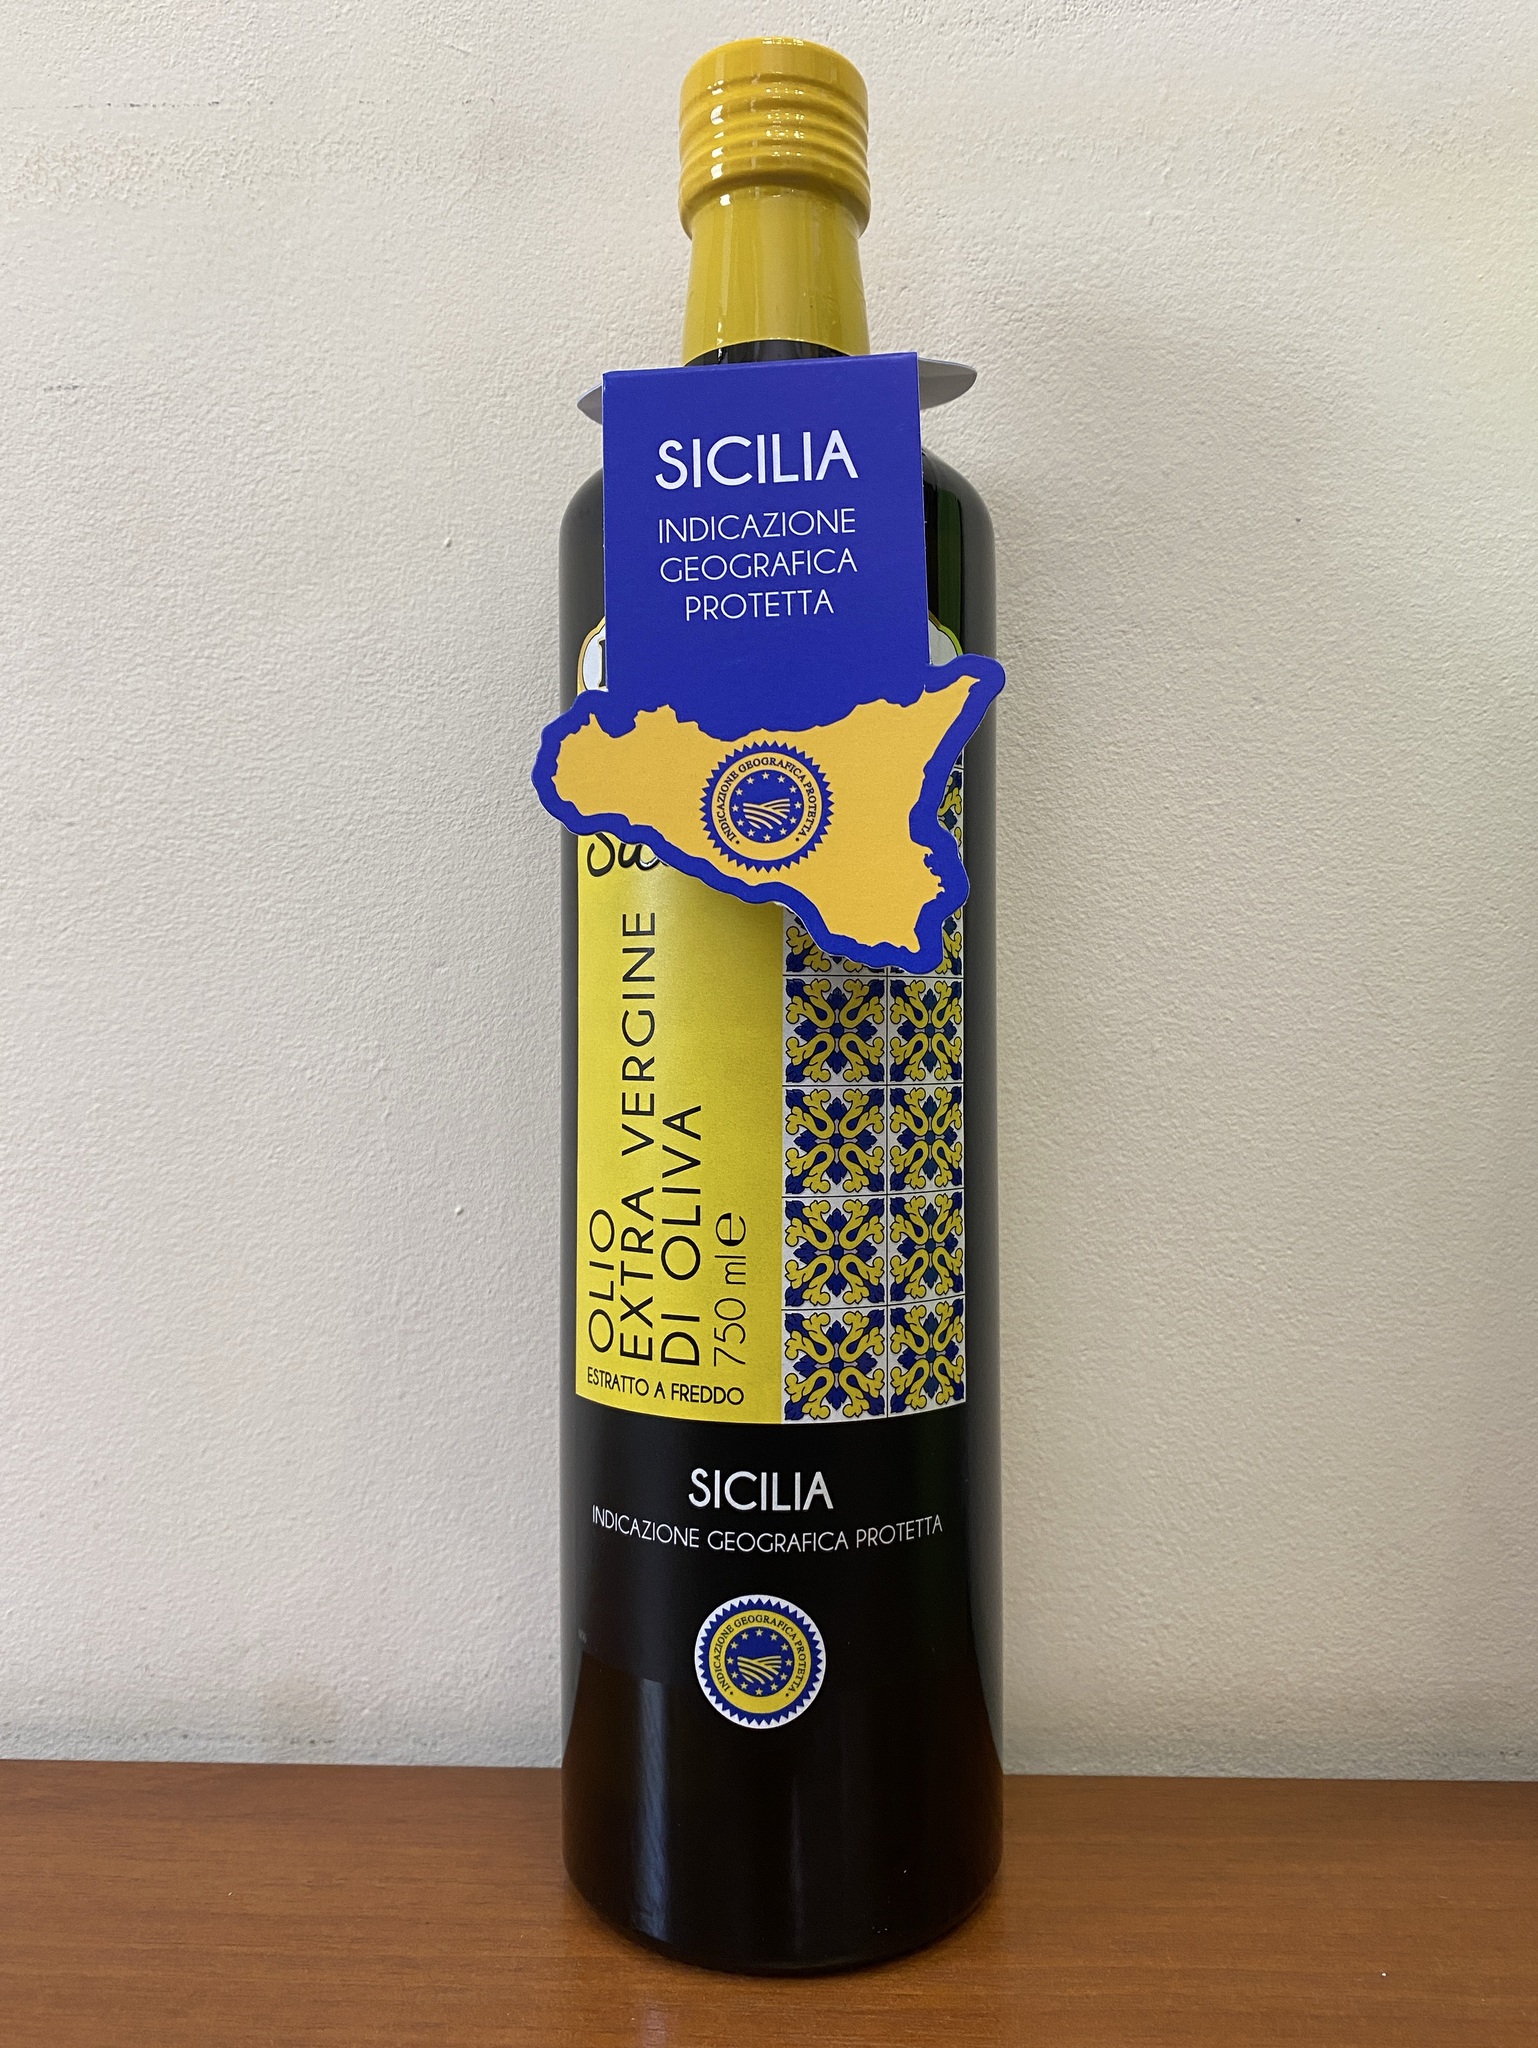 SICILIA
INDICAZIONE
GEOGRAFICA
PROTETTA
INDICAZIONE GEOGRAFICA PROTETTA
OLIO
EXTRA VERGINE
DI OLIVA
750 ml e
ESTRATTO A FREDDO
SICILIA
INDICAZIONE GEOGRAFICA PROTETTA
INDICAZIONE GEOGRAFICA PROTETTA